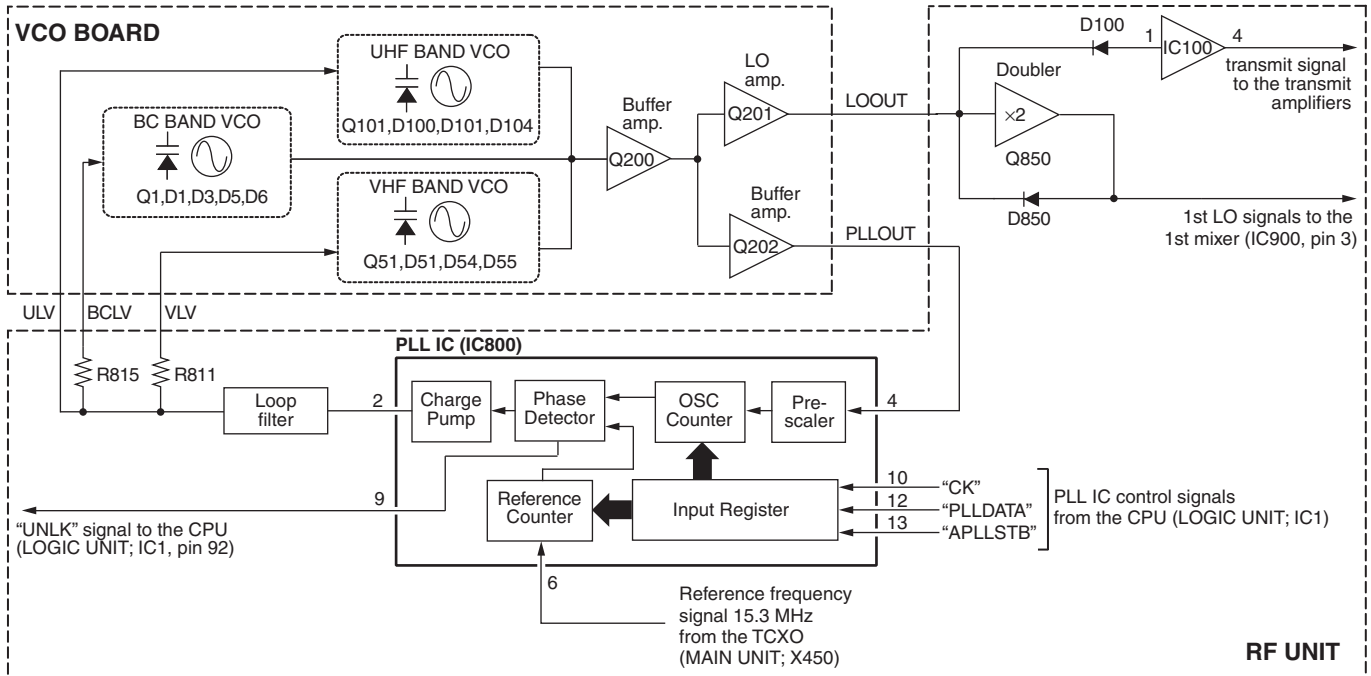 VCO BOARD
UHF BAND VCO
Q101,D100,D101,D104
BC BAND VCO
Q1,D1,D3,D5,D6
VHF BAND VCO
Q51,D51,D54,D55
Buffer
amp.
Q200
LO
amp.
Q201
Buffer
amp.
Q202
LOOUT
PLLOUT
D100
1
IC100
4
transmit signal
to the transmit
amplifiers
Doubler
×2
Q850
D850
1st LO signals to the
1st mixer (IC900, pin 3)
ULV
BCLV
VLV
R815
R811
Loop
filter
PLL IC (IC800)
2
Charge
Pump
Phase
Detector
OSC
Counter
Pre-
scaler
4
9
Reference
Counter
Input Register
10
12
13
"CK"
"PLLDATA"
"APLLSTB"
PLL IC control signals
from the CPU (LOGIC UNIT; IC1)
"UNLK" signal to the CPU
(LOGIC UNIT; IC1, pin 92)
6
Reference frequency
signal 15.3 MHz
from the TCXO
(MAIN UNIT; X450)
RF UNIT